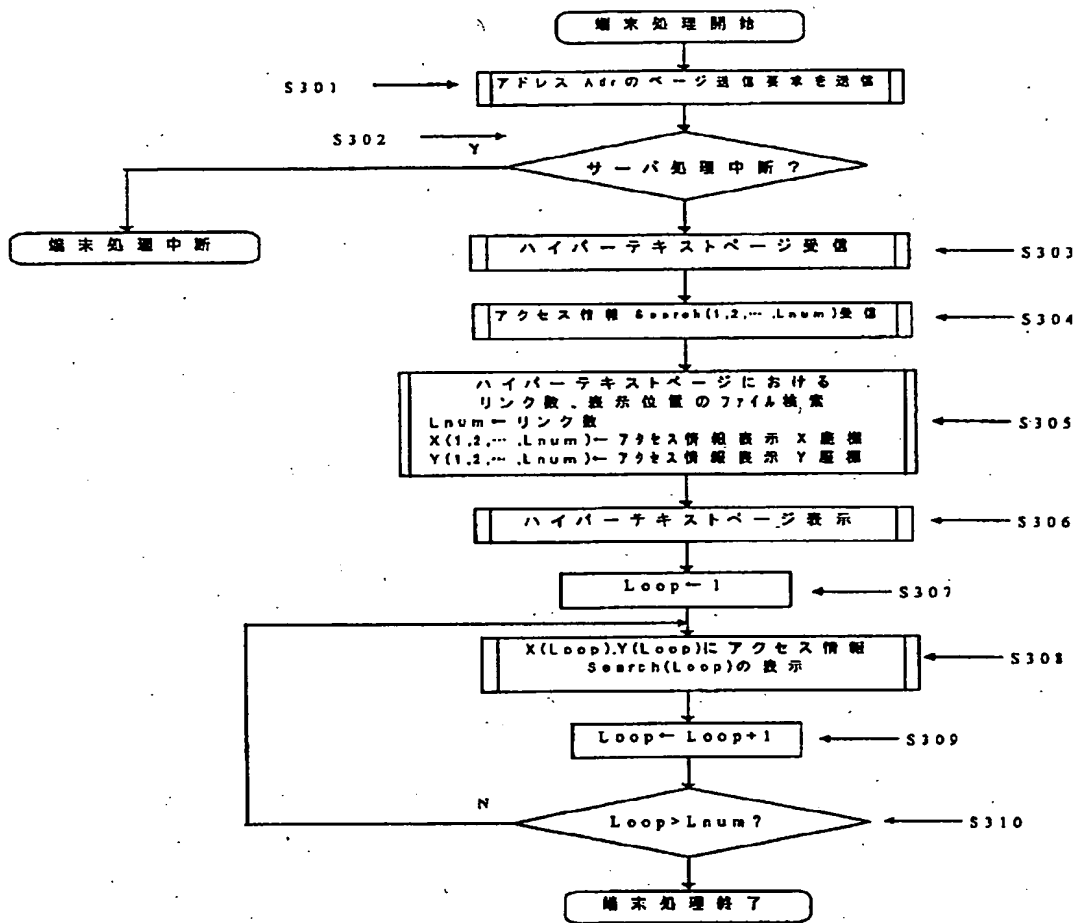 端末処理開始
S301
アドレス Adrのページ送信要求を送信
S302
Y
サーバ処理中断?
端末処理中断
ハイパーテキストページ受信
S303
アクセス情報 Search(1,2,…,Lnum)受信
S304
ハイパーテキストページにおける
リンク数、表示位置のファイル検索
Lnum←リンク数
X(1,2,…,Lnum)←アクセス情報表示 X 座標
Y(1,2,…,Lnum)←アクセス情報表示 Y 座標
S305
ハイパーテキストページ表示
S306
Loop←1
S307
X(Loop),Y(Loop)にアクセス情報
Search(Loop)の表示
S308
Loop←Loop+1
S309
N
Loop>Lnum?
S310
端末処理終了